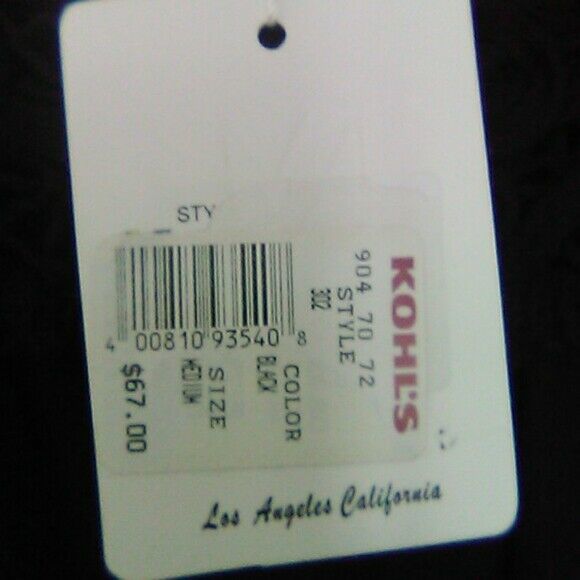 STY
KOHL'S
904 70 72
STYLE
302
4 00810 93540 8
COLOR
BLACK
SIZE
MEDIUM
$67.00
Los Angeles California